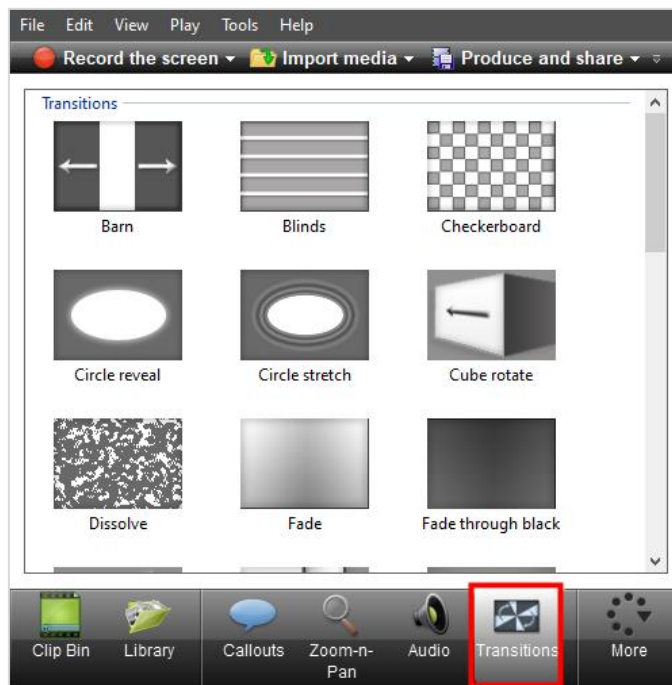 File Edit View Play Tools Help
Record the screen Import media Produce and share
Transitions
Barn Blinds Checkerboard
Circle reveal Circle stretch Cube rotate
Dissolve Fade Fade through black
Clip Bin Library Callouts Zoom-n- Audio Transitions More
Pan